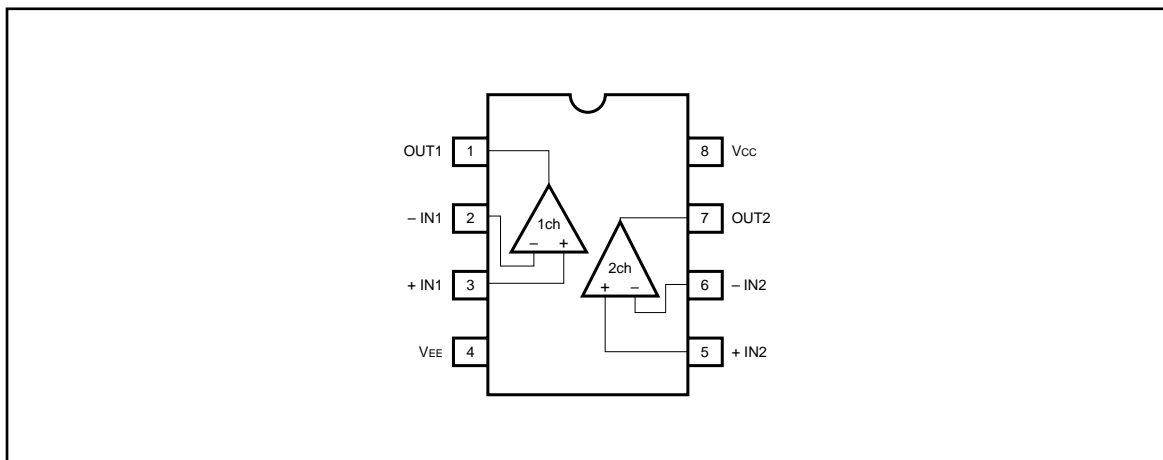 OUT1 1
– IN1 2
+ IN1 3
VEE 4
8 Vcc
7 OUT2
6 – IN2
5 + IN2
1ch
– +
2ch
+ –